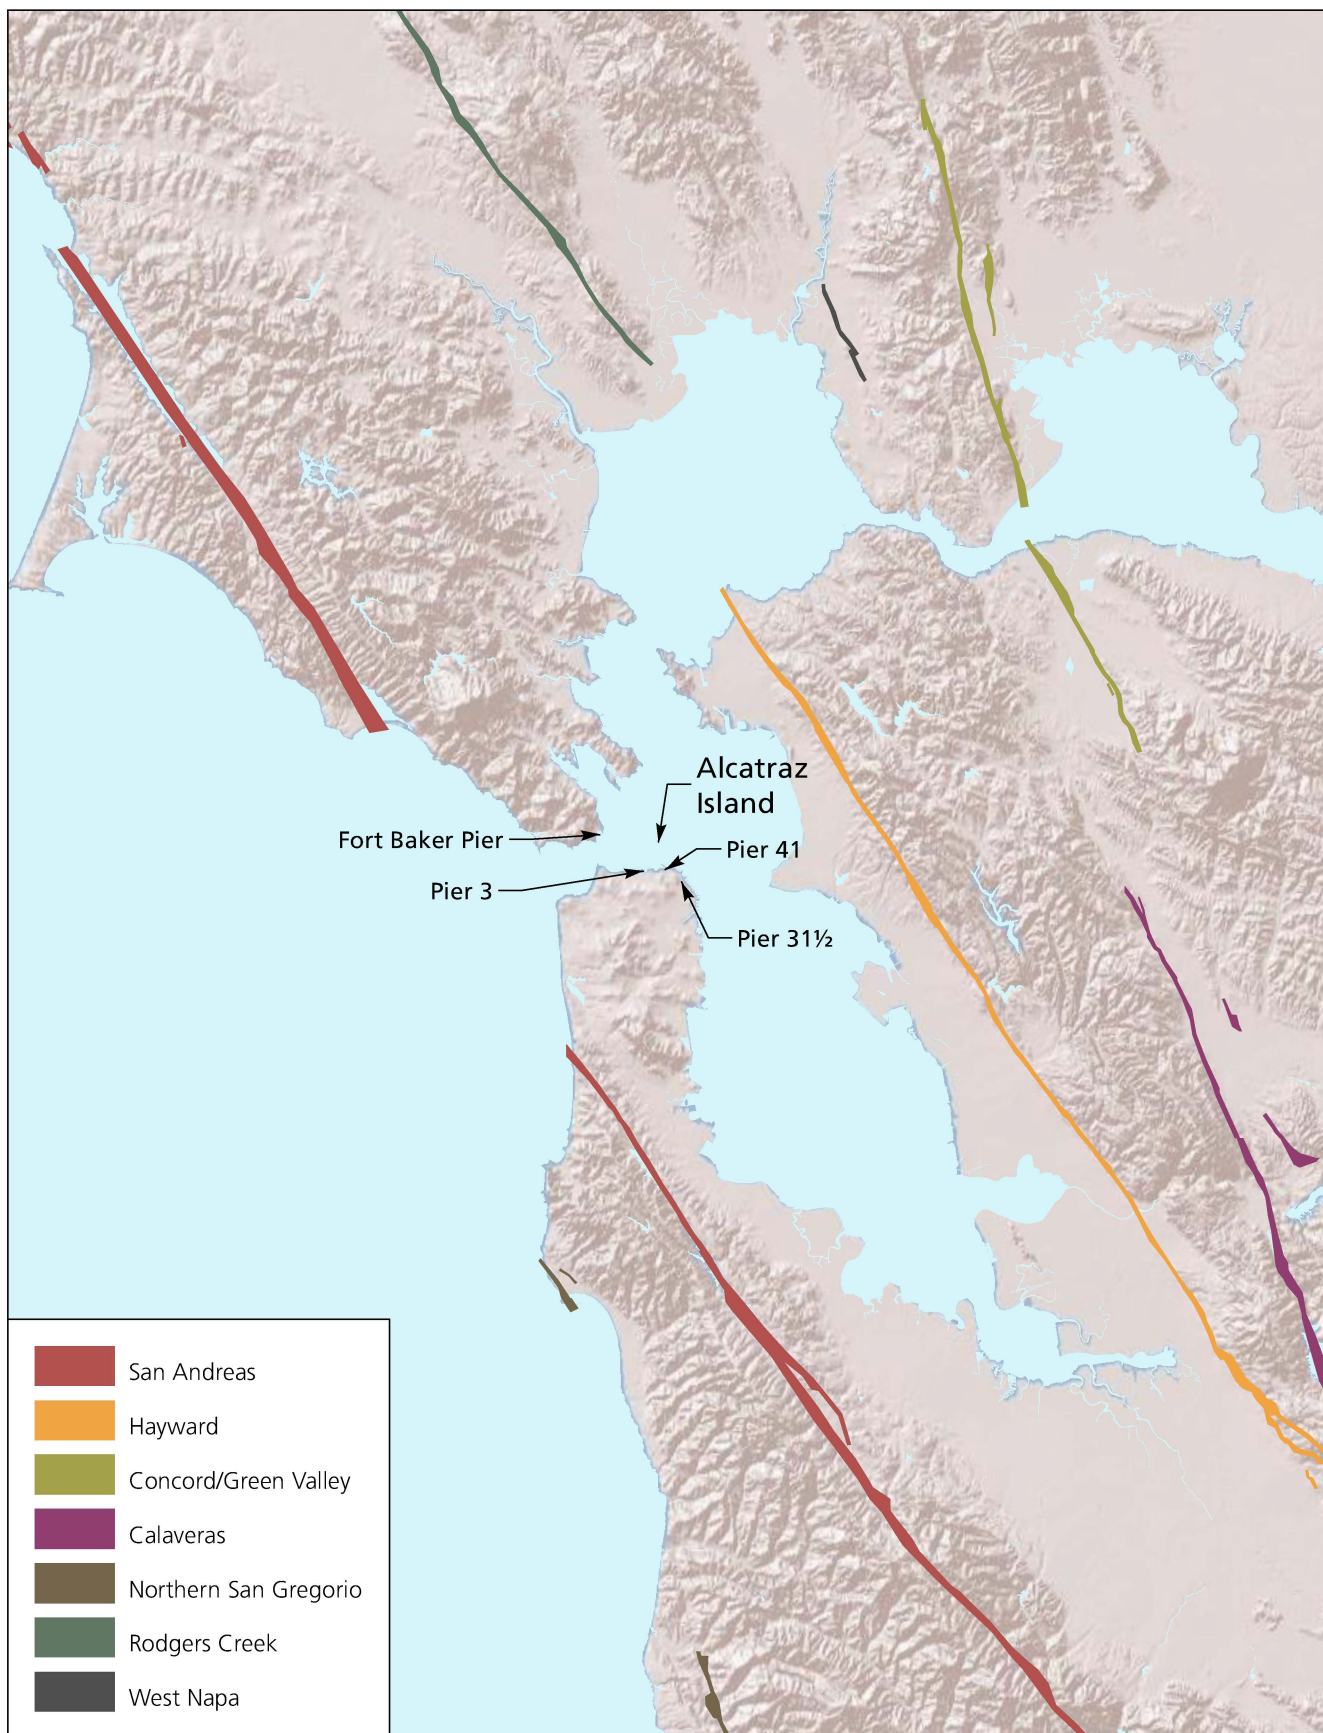 Alcatraz
Island
Fort Baker Pier
Pier 41
Pier 3
Pier 31½
San Andreas
Hayward
Concord/Green Valley
Calaveras
Northern San Gregorio
Rodgers Creek
West Napa